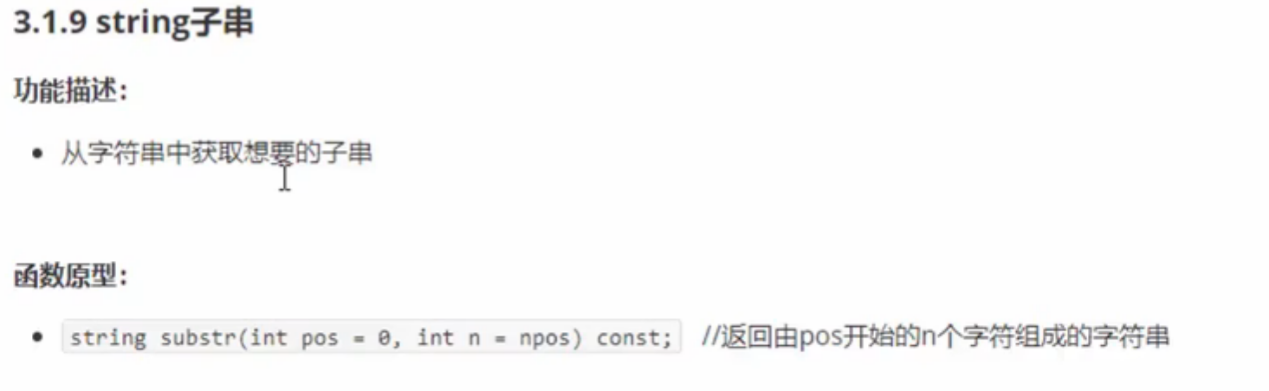 3.1.9 string子串
功能描述：
从字符串中获取想要的子串
函数原型：
string substr(int pos = 0, int n = npos) const; //返回由pos开始的n个字符组成的字符串